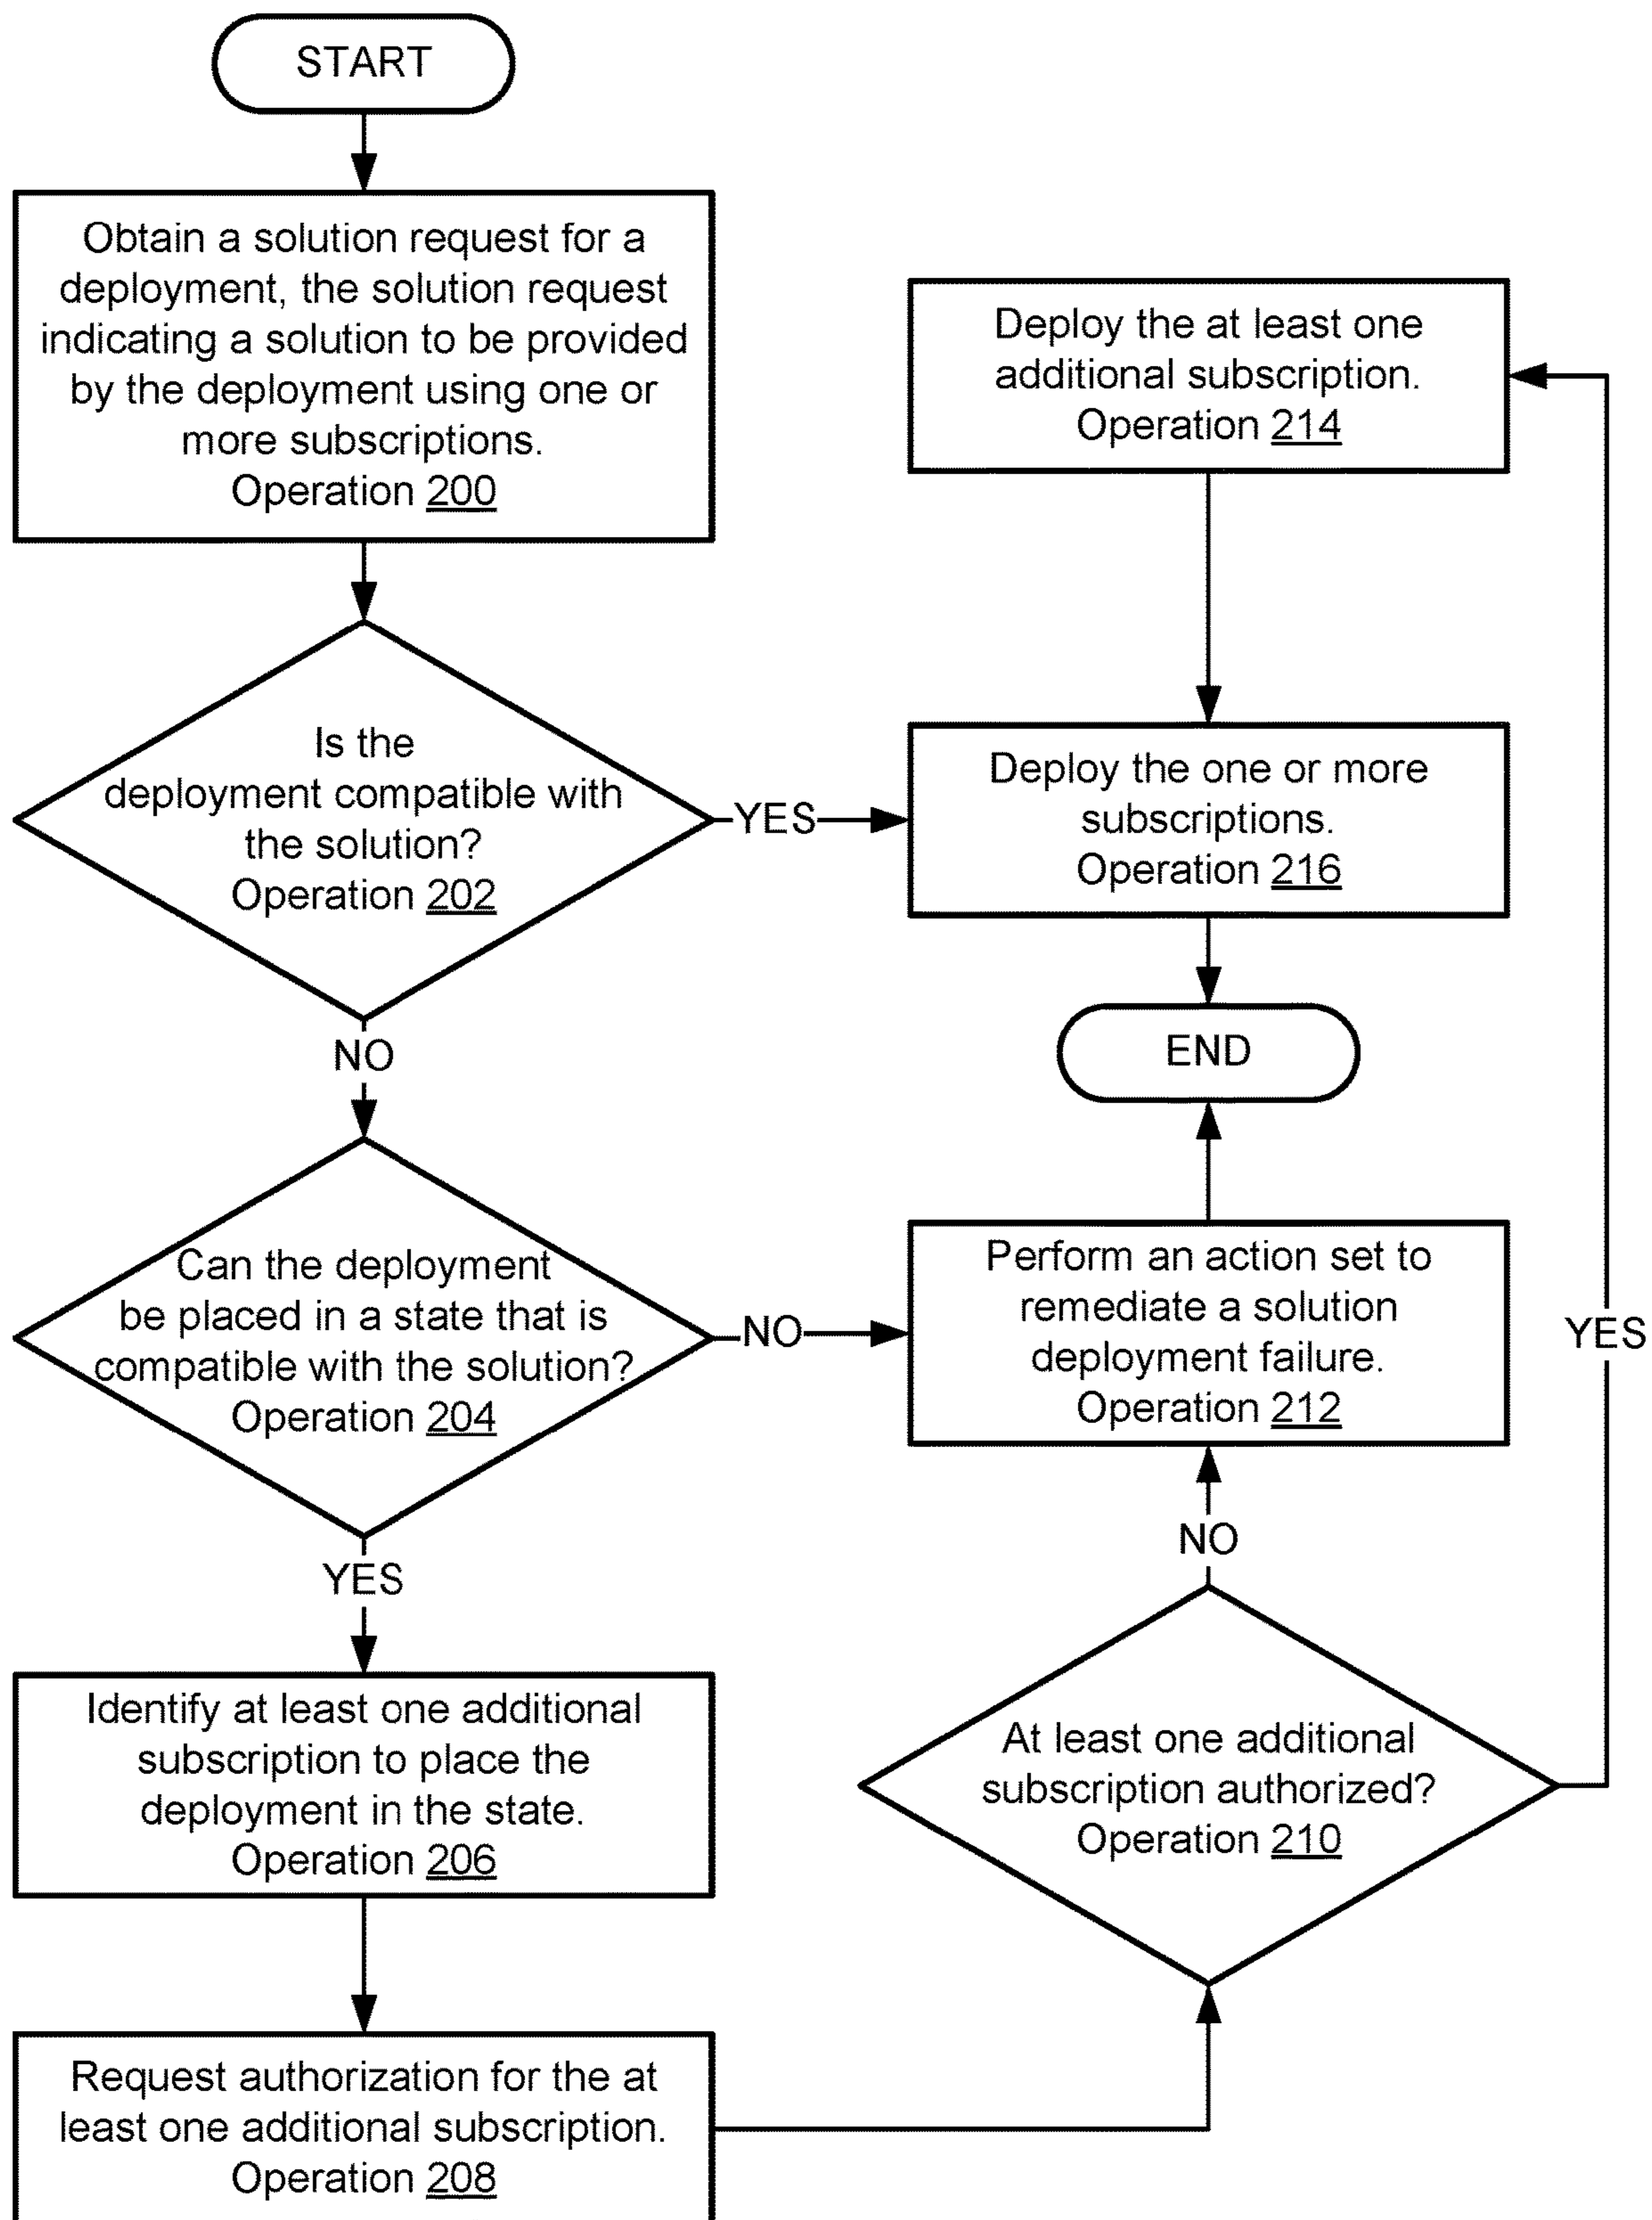 START
Obtain a solution request for a
deployment, the solution request
indicating a solution to be provided
by the deployment using one or
more subscriptions.
Operation 200
Is the
deployment compatible with
the solution?
Operation 202
YES
NO
Can the deployment
be placed in a state that is
compatible with the solution?
Operation 204
NO
YES
Identify at least one additional
subscription to place the
deployment in the state.
Operation 206
Request authorization for the at
least one additional subscription.
Operation 208
Deploy the at least one
additional subscription.
Operation 214
Deploy the one or more
subscriptions.
Operation 216
END
Perform an action set to
remediate a solution
deployment failure.
Operation 212
YES
NO
At least one additional
subscription authorized?
Operation 210